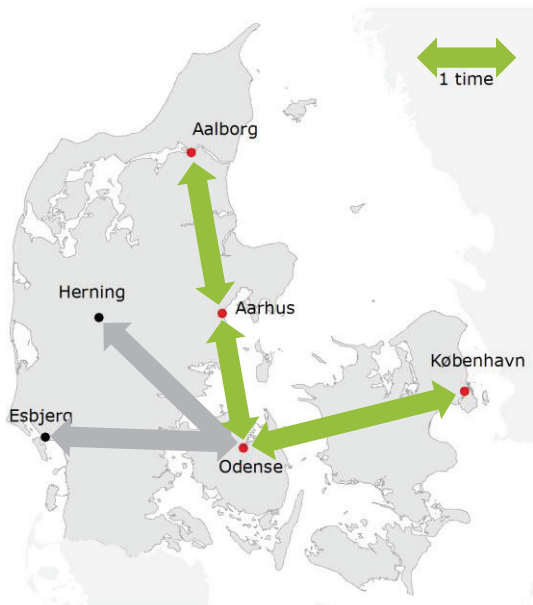 1 time
Aalborg
Herning
Aarhus
København
Esbjerg
Odense